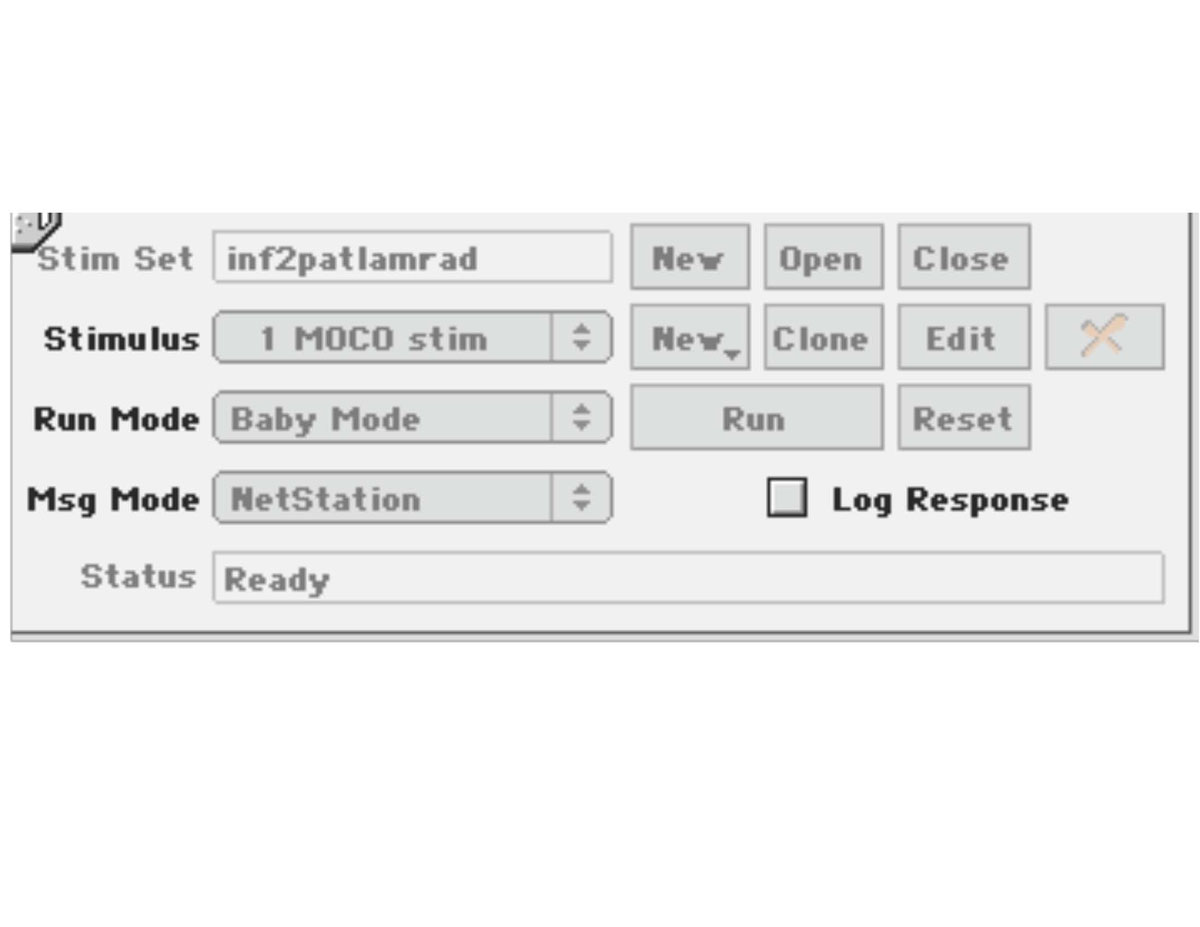 Stim Set inf2patlamrad New Open Close
Stimulus 1 MOCO stim New Clone Edit
Run Mode Baby Mode Run Reset
Msg Mode NetStation Log Response
Status Ready